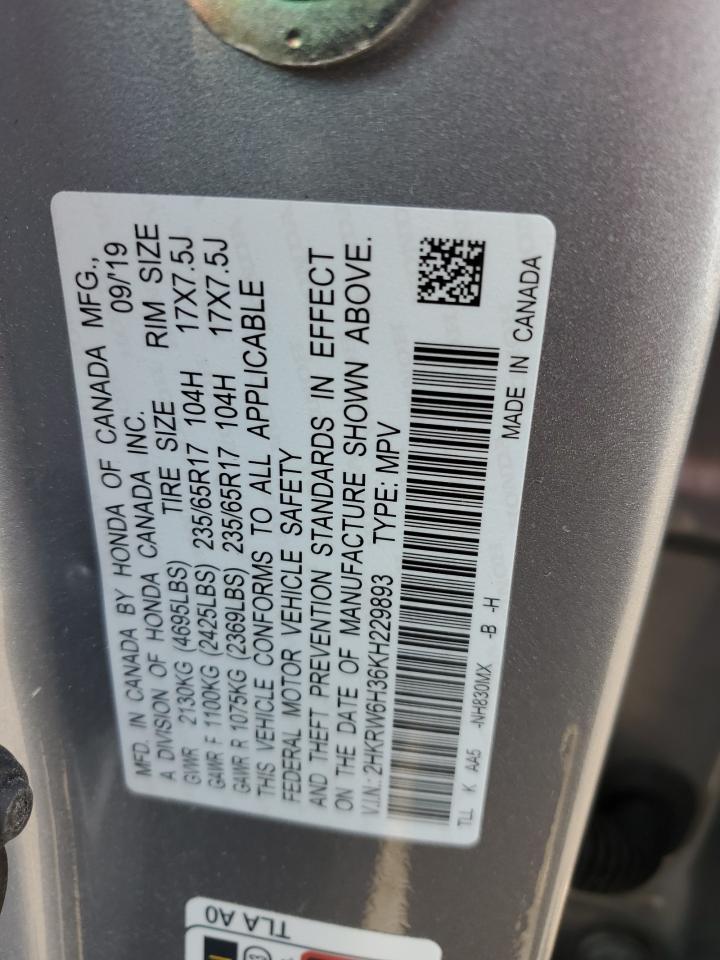 MFD. IN CANADA BY HONDA OF CANADA MFG.,
A DIVISION OF HONDA CANADA INC. 09/'19
GVWR 2130KG (4695LBS) TIRE SIZE RIM SIZE
GAWR F 1100KG (2425LBS) 235/65R17 104H 17X7.5J
GAWR R 1075KG (2369LBS) 235/65R17 104H 17X7.5J
THIS VEHICLE CONFORMS TO ALL APPLICABLE
FEDERAL MOTOR VEHICLE SAFETY
AND THEFT PREVENTION STANDARDS IN EFFECT
ON THE DATE OF MANUFACTURE SHOWN ABOVE.
V.I.N.: 2HKRW6H36KH229893 TYPE: MPV
TLL K AA5 -NH830MX -B -H MADE IN CANADA
TLA A0